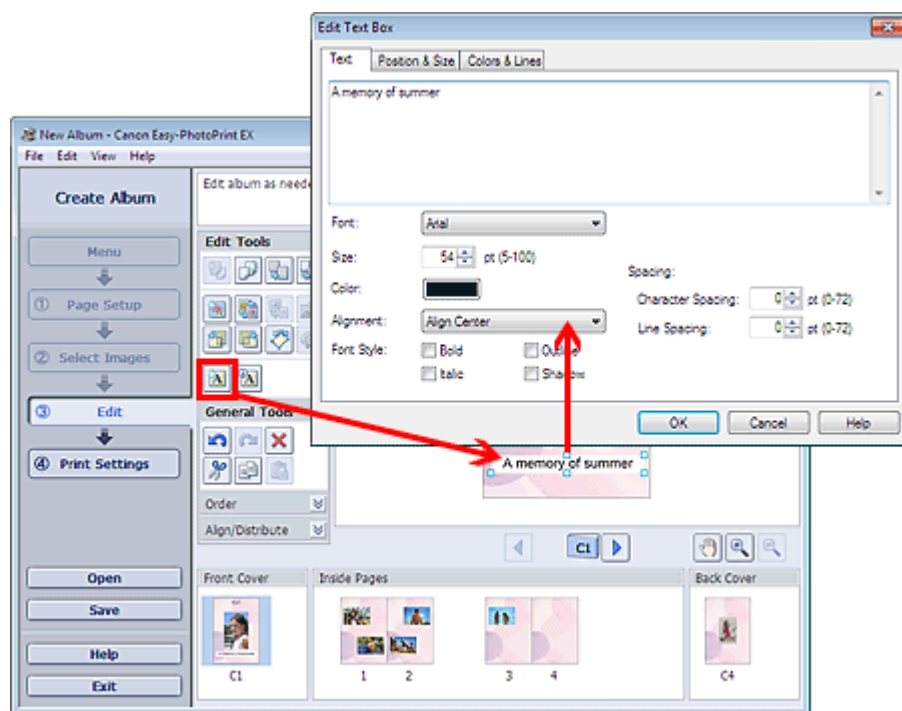 Edit Text Box
Text Position & Size Colors & Lines
A memory of summer
Font: Arial
Size: 54 pt (5-100)
Color:
Alignment: Align Center
Font Style: Bold Outline
Italic Shadow
Spacing:
Character Spacing: 0 pt (0-72)
Line Spacing: 0 pt (0-72)
OK Cancel Help
New Album - Canon Easy-PhotoPrint EX
File Edit View Help
Create Album
Edit album as neede
Menu
① Page Setup
② Select Images
③ Edit
④ Print Settings
Open
Save
Help
Exit
Edit Tools
A A
General Tools
Order
Align/Distribute
A memory of summer
C1
Front Cover
Inside Pages
Back Cover
C1
1 2
3 4
C4